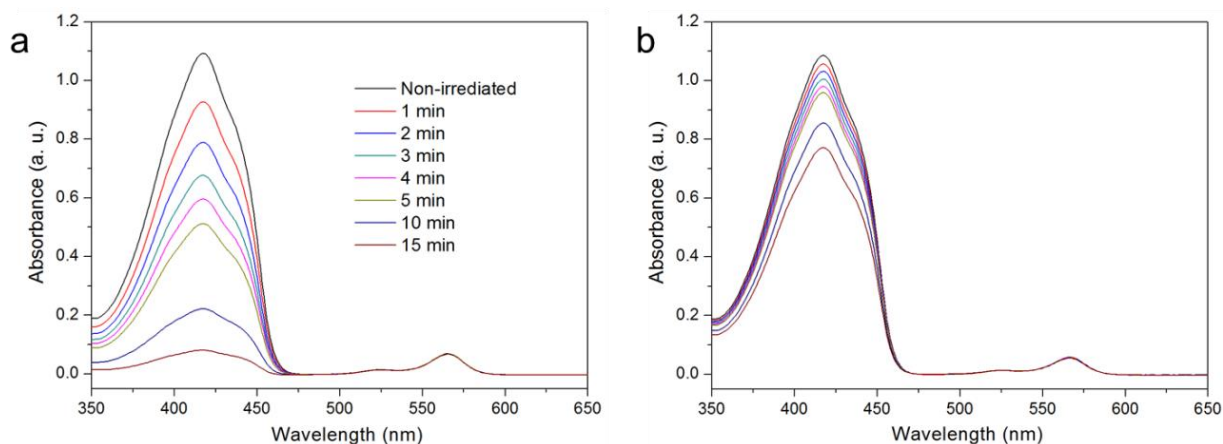 a
1.2
1.0
0.8
0.6
0.4
0.2
0.0
Absorbance (a. u.)
Non-irrediated
1 min
2 min
3 min
4 min
5 min
10 min
15 min
350 400 450 500 550 600 650
Wavelength (nm)
b
1.2
1.0
0.8
0.6
0.4
0.2
0.0
Absorbance (a. u.)
350 400 450 500 550 600 650
Wavelength (nm)